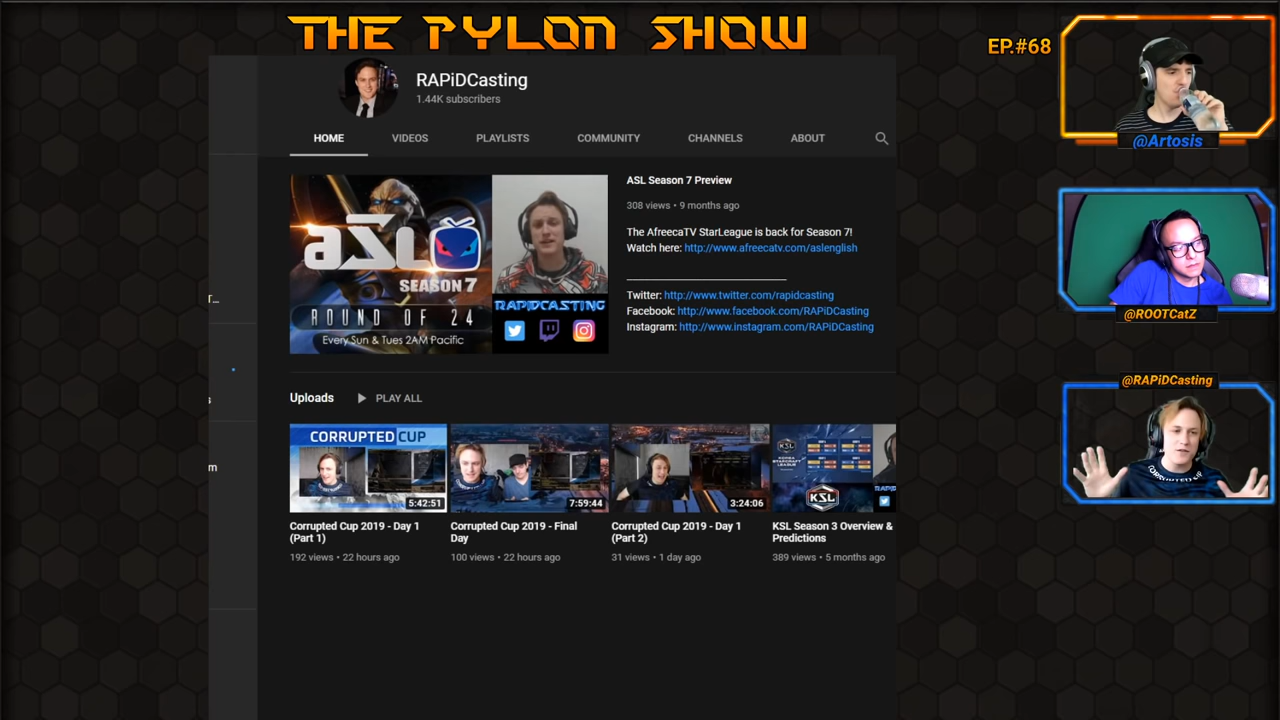 THE PYLON SHOW
EP.#68
@Artosis
@ROOTCatZ
@RAPiDCasting
RAPiDCasting
1.44K subscribers
HOME VIDEOS PLAYLISTS COMMUNITY CHANNELS ABOUT
aSL
SEASON 7
ROUND OF 24
Every Sun & Tues 2AM Pacific
RAPIDCASTING
ASL Season 7 Preview
308 views • 9 months ago
The AfreecaTV StarLeague is back for Season 7!
Watch here: http://www.afreecatv.com/aslenglish
Twitter: http://www.twitter.com/rapidcasting
Facebook: http://www.facebook.com/RAPiDCasting
Instagram: http://www.instagram.com/RAPiDCasting
T...
s
m
Uploads PLAY ALL
CORRUPTED CUP
5:42:51
Corrupted Cup 2019 - Day 1
(Part 1)
192 views • 22 hours ago
7:59:44
Corrupted Cup 2019 - Final
Day
100 views • 22 hours ago
3:24:06
Corrupted Cup 2019 - Day 1
(Part 2)
31 views • 1 day ago
KSL
KOREA
STARCRAFT
LEAGUE
KSL
KSL Season 3 Overview &
Predictions
389 views • 5 months ago
CORRUPTED CUP